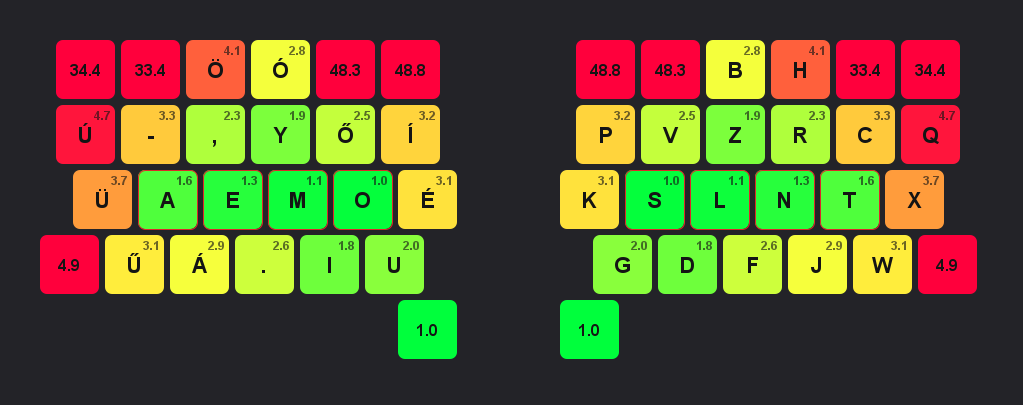 34.4 33.4 Ö 4.1 Ó 2.8 48.3 48.8 48.8 48.3 B 2.8 H 4.1 33.4 34.4
Ú 4.7 - 3.3 , 2.3 Y 1.9 Ő 2.5 Í 3.2 P 3.2 V 2.5 Z 1.9 R 2.3 C 3.3 Q 4.7
Ü 3.7 A 1.6 E 1.3 M 1.1 O 1.0 É 3.1 K 3.1 S 1.0 L 1.1 N 1.3 T 1.6 X 3.7
4.9 Ű 3.1 Á 2.9 . 2.6 I 1.8 U 2.0 G 2.0 D 1.8 F 2.6 J 2.9 W 3.1 4.9
1.0 1.0